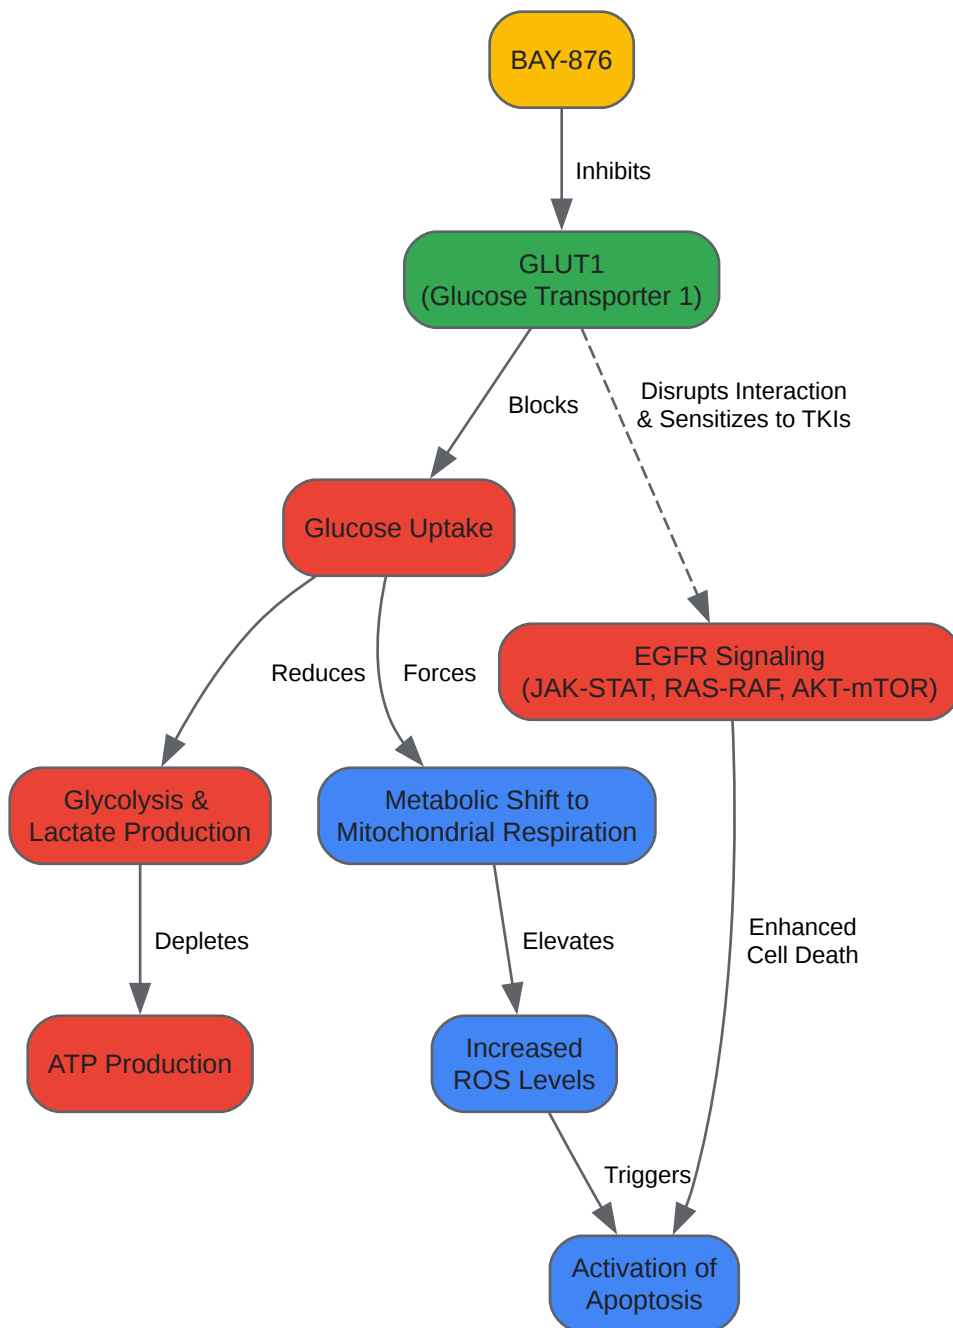 BAY-876
Inhibits
GLUT1
(Glucose Transporter 1)
Blocks
Disrupts Interaction
& Sensitizes to TKIs
Glucose Uptake
Reduces
Forces
EGFR Signaling
(JAK-STAT, RAS-RAF, AKT-mTOR)
Glycolysis &
Lactate Production
Metabolic Shift to
Mitochondrial Respiration
Depletes
Elevates
Enhanced
Cell Death
ATP Production
Increased
ROS Levels
Triggers
Activation of
Apoptosis